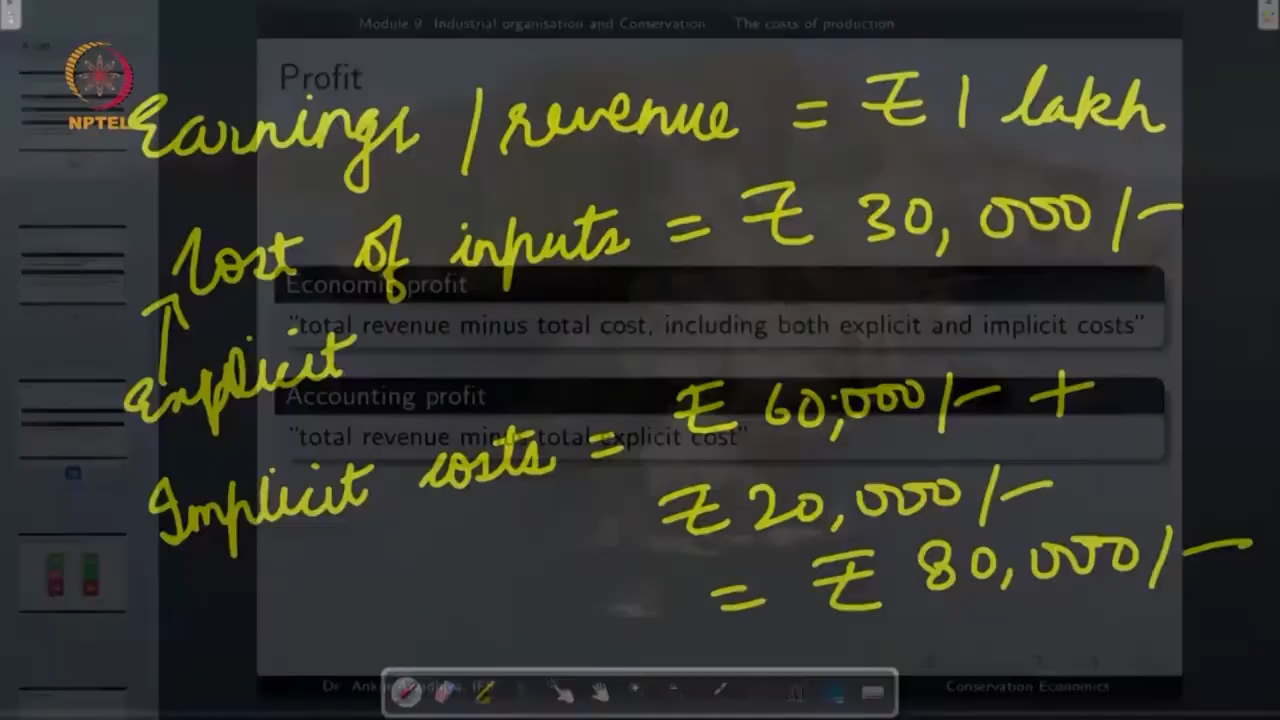 Module 9: Industrial organisation and Conservation The costs of production
Profit
NPTEL
Earnings / revenue = ₹ 1 lakh
Cost of inputs = ₹ 30,000/-
Economic profit
"total revenue minus total cost, including both explicit and implicit costs"
Explicit
Accounting profit
₹ 60,000/- +
"total revenue minus total explicit cost"
Implicit costs =
₹ 20,000/-
= ₹ 80,000/-
Conservation Economics